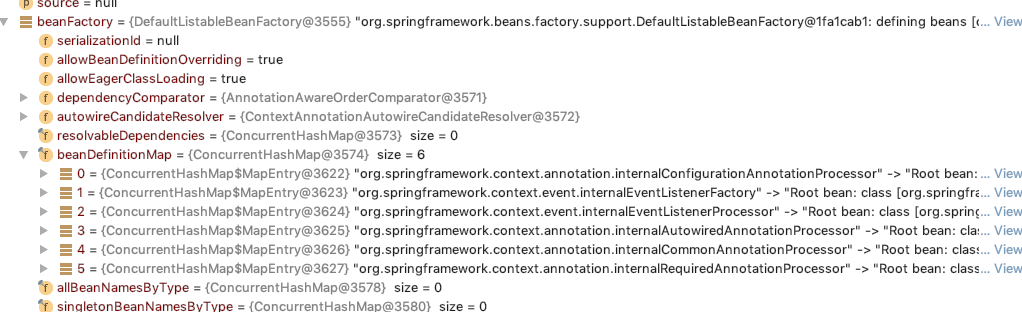 source = null
beanFactory = {DefaultListableBeanFactory@3555} "org.springframework.beans.factory.support.DefaultListableBeanFactory@1fa1cab1: defining beans [c... View
serializationId = null
allowBeanDefinitionOverriding = true
allowEagerClassLoading = true
dependencyComparator = {AnnotationAwareOrderComparator@3571}
autowireCandidateResolver = {ContextAnnotationAutowireCandidateResolver@3572}
resolvableDependencies = {ConcurrentHashMap@3573} size = 0
beanDefinitionMap = {ConcurrentHashMap@3574} size = 6
0 = {ConcurrentHashMap$MapEntry@3622} "org.springframework.context.annotation.internalConfigurationAnnotationProcessor" -> "Root bean: ... View
1 = {ConcurrentHashMap$MapEntry@3623} "org.springframework.context.event.internalEventListenerFactory" -> "Root bean: class [org.springfra... View
2 = {ConcurrentHashMap$MapEntry@3624} "org.springframework.context.event.internalEventListenerProcessor" -> "Root bean: class [org.spring... View
3 = {ConcurrentHashMap$MapEntry@3625} "org.springframework.context.annotation.internalAutowiredAnnotationProcessor" -> "Root bean: cla... View
4 = {ConcurrentHashMap$MapEntry@3626} "org.springframework.context.annotation.internalCommonAnnotationProcessor" -> "Root bean: class... View
5 = {ConcurrentHashMap$MapEntry@3627} "org.springframework.context.annotation.internalRequiredAnnotationProcessor" -> "Root bean: class... View
allBeanNamesByType = {ConcurrentHashMap@3578} size = 0
singletonBeanNamesByType = {ConcurrentHashMap@3580} size = 0